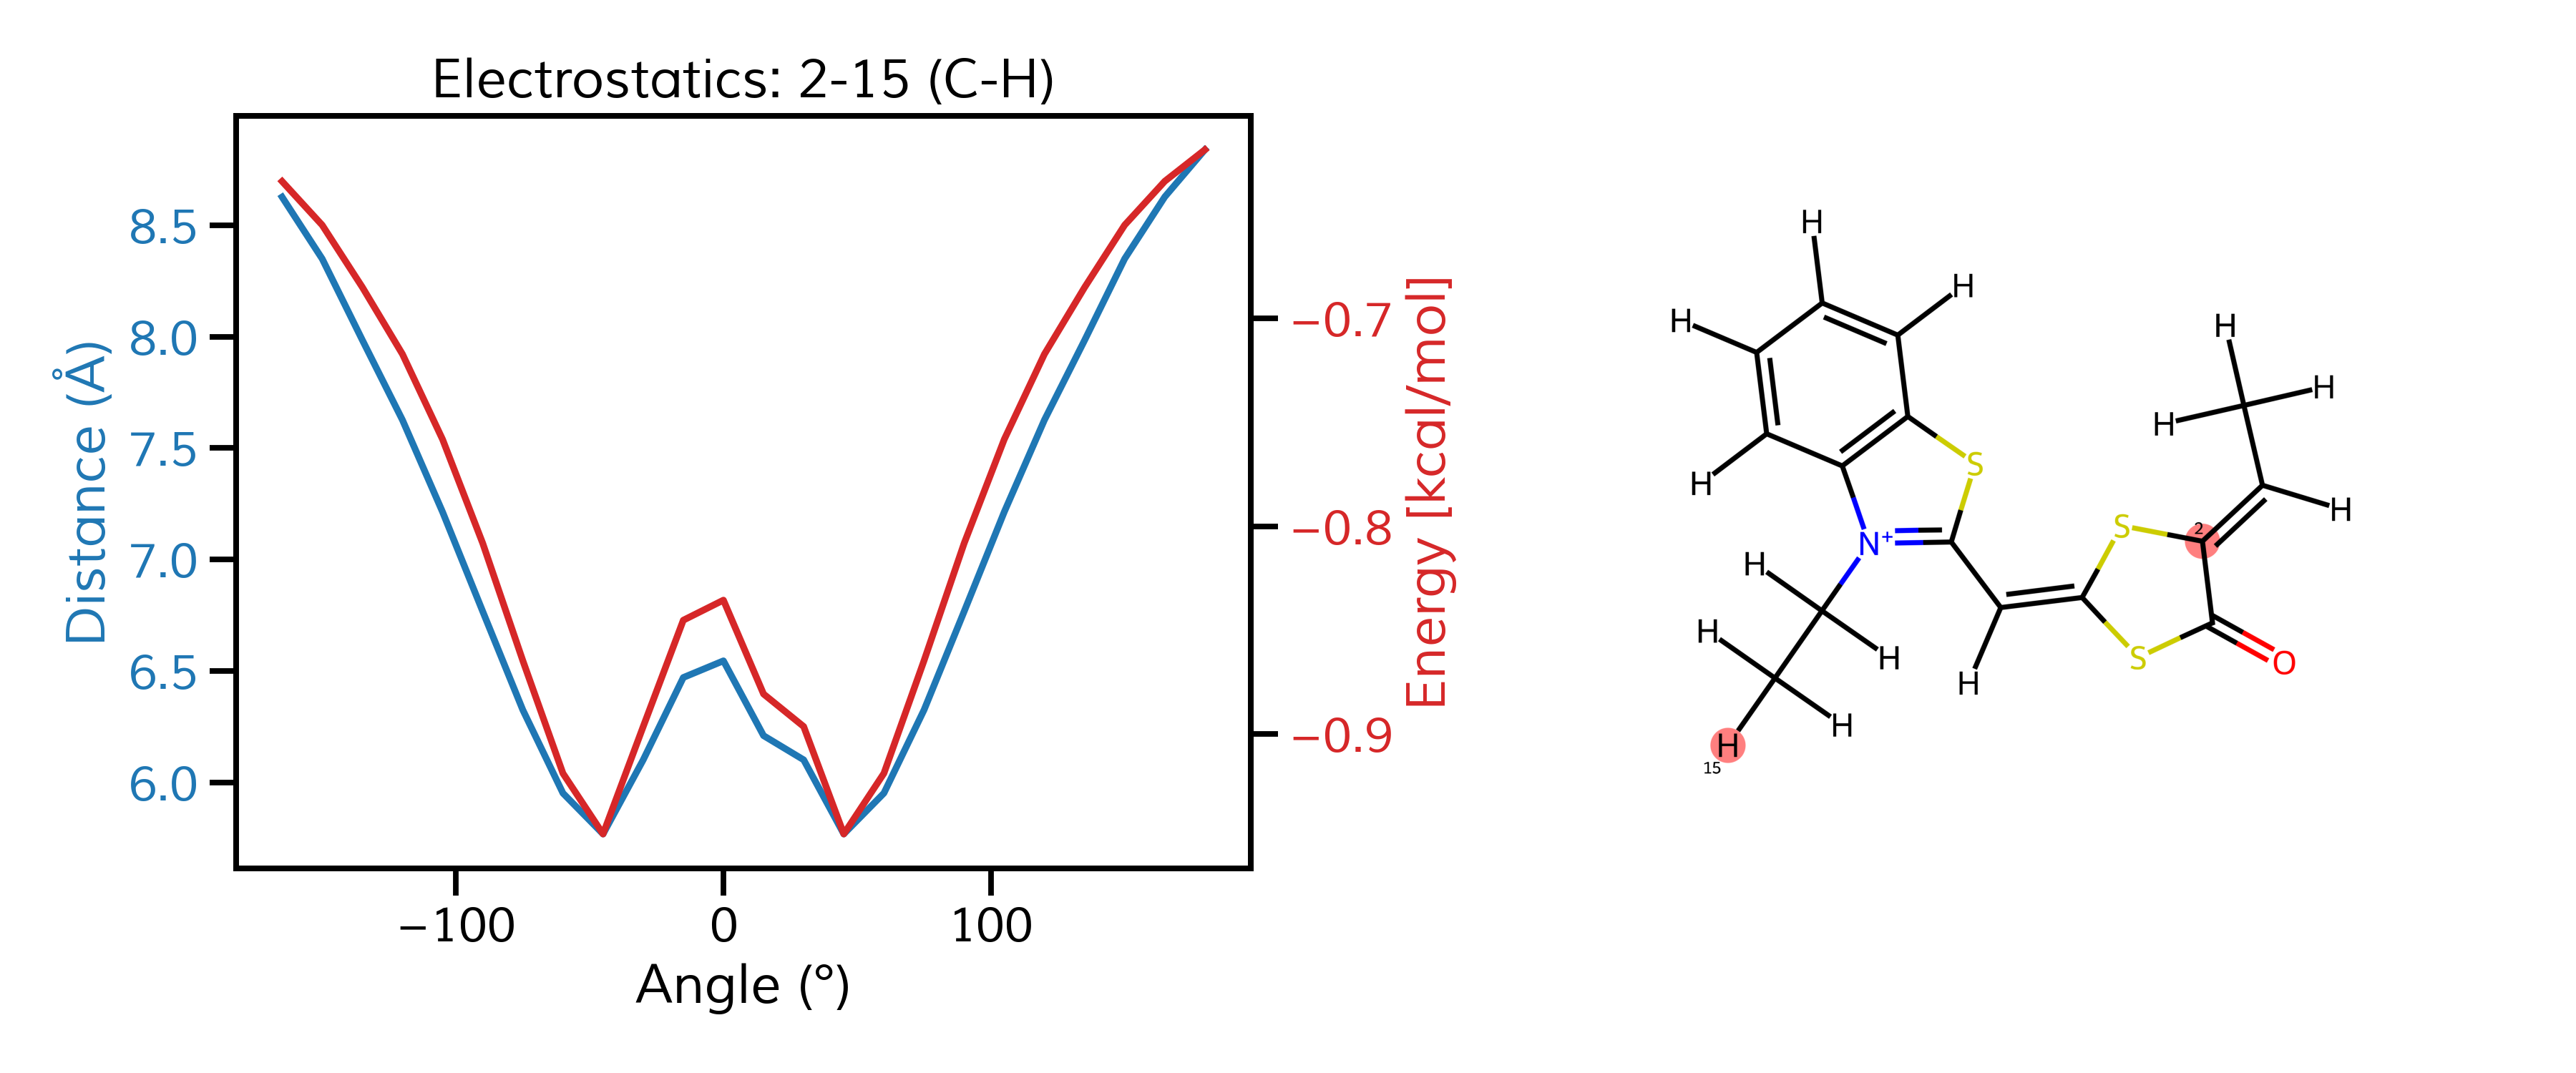 Electrostatics: 2-15 (C-H)
Distance (Å)
8.5
8.0
7.5
7.0
6.5
6.0
−100
0
100
Angle (°)
−0.7
−0.8
−0.9
Energy [kcal/mol]
H
H
H
H
H
H
H
S
H
H
S
2
N+
H
H
H
S
O
H
H
H
15